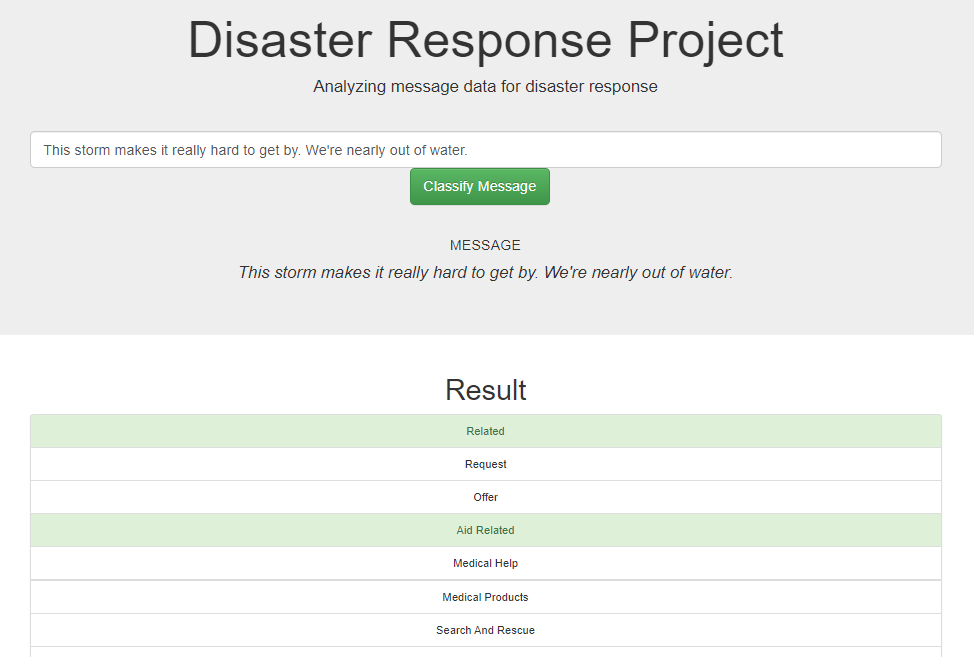 Disaster Response Project
Analyzing message data for disaster response
This storm makes it really hard to get by. We're nearly out of water.
Classify Message
MESSAGE
This storm makes it really hard to get by. We're nearly out of water.
Result
Related
Request
Offer
Aid Related
Medical Help
Medical Products
Search And Rescue